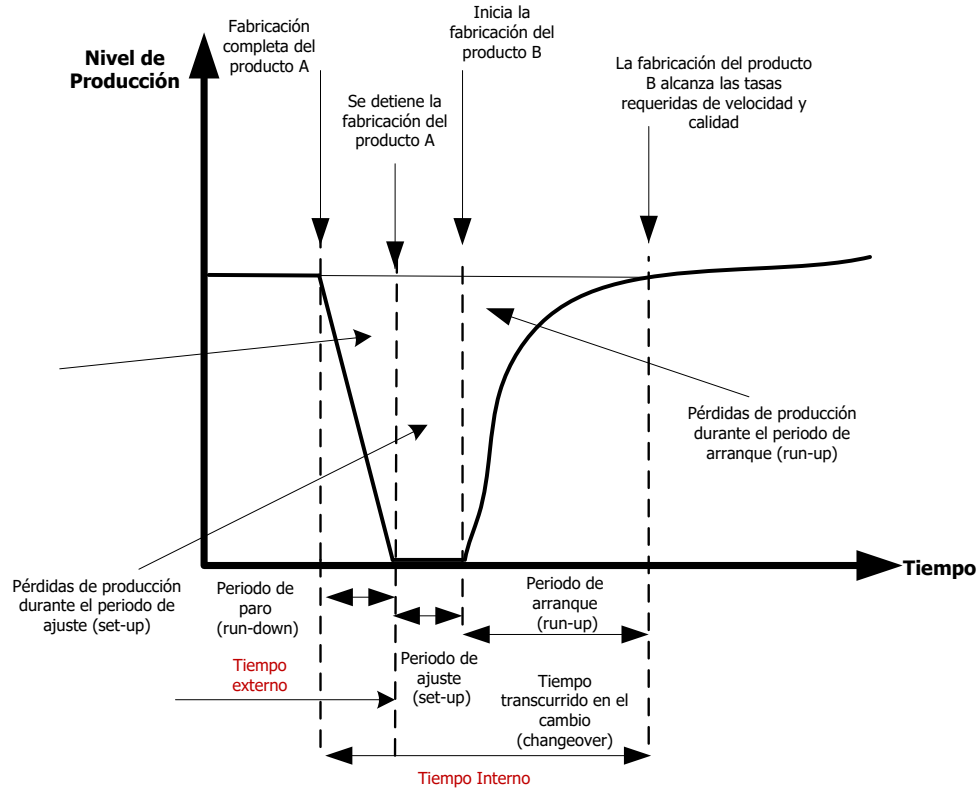 Nivel de
Producción
Fabricación
completa del
producto A
Se detiene la
fabricación del
producto A
Inicia la
fabricación del
producto B
La fabricación del producto
B alcanza las tasas
requeridas de velocidad y
calidad
Pérdidas de producción
durante el periodo de
arranque (run-up)
Tiempo
Pérdidas de producción
durante el periodo de
ajuste (set-up)
Periodo de
paro
(run-down)
Periodo de
ajuste
(set-up)
Periodo de
arranque
(run-up)
Tiempo
externo
Tiempo
transcurrido en el
cambio
(changeover)
Tiempo Interno